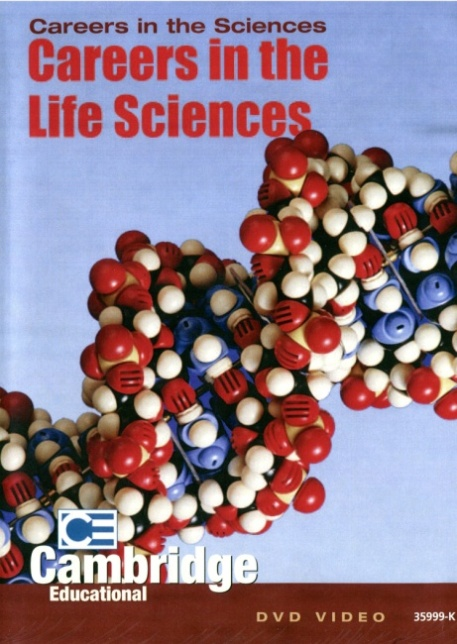 Careers in the Sciences
Careers in the
Life Sciences
CE
Cambridge
Educational
DVD VIDEO 35999-K